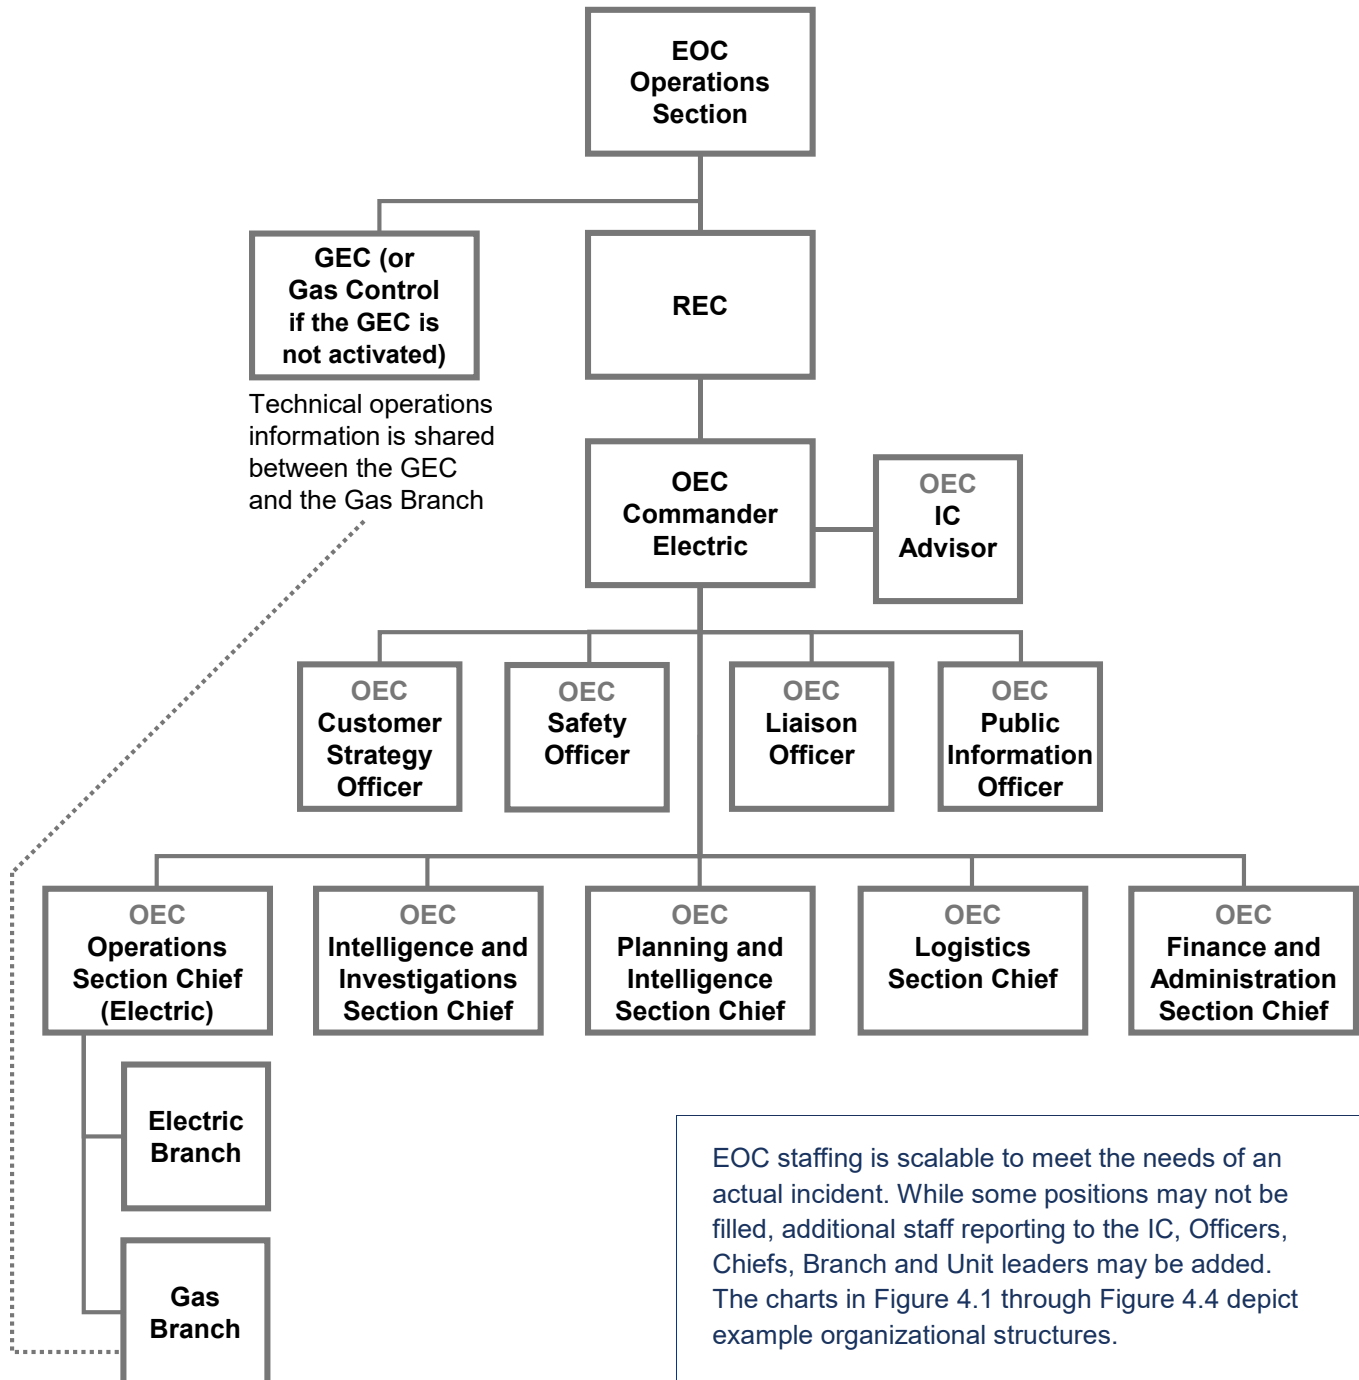 EOC
Operations
Section
GEC (or
Gas Control
if the GEC is
not activated)
REC
Technical operations
information is shared
between the GEC
and the Gas Branch
OEC
Commander
Electric
OEC
IC
Advisor
OEC
Customer
Strategy
Officer
OEC
Safety
Officer
OEC
Liaison
Officer
OEC
Public
Information
Officer
OEC
Operations
Section Chief
(Electric)
OEC
Intelligence and
Investigations
Section Chief
OEC
Planning and
Intelligence
Section Chief
OEC
Logistics
Section Chief
OEC
Finance and
Administration
Section Chief
Electric
Branch
Gas
Branch
EOC staffing is scalable to meet the needs of an
actual incident. While some positions may not be
filled, additional staff reporting to the IC, Officers,
Chiefs, Branch and Unit leaders may be added.
The charts in Figure 4.1 through Figure 4.4 depict
example organizational structures.